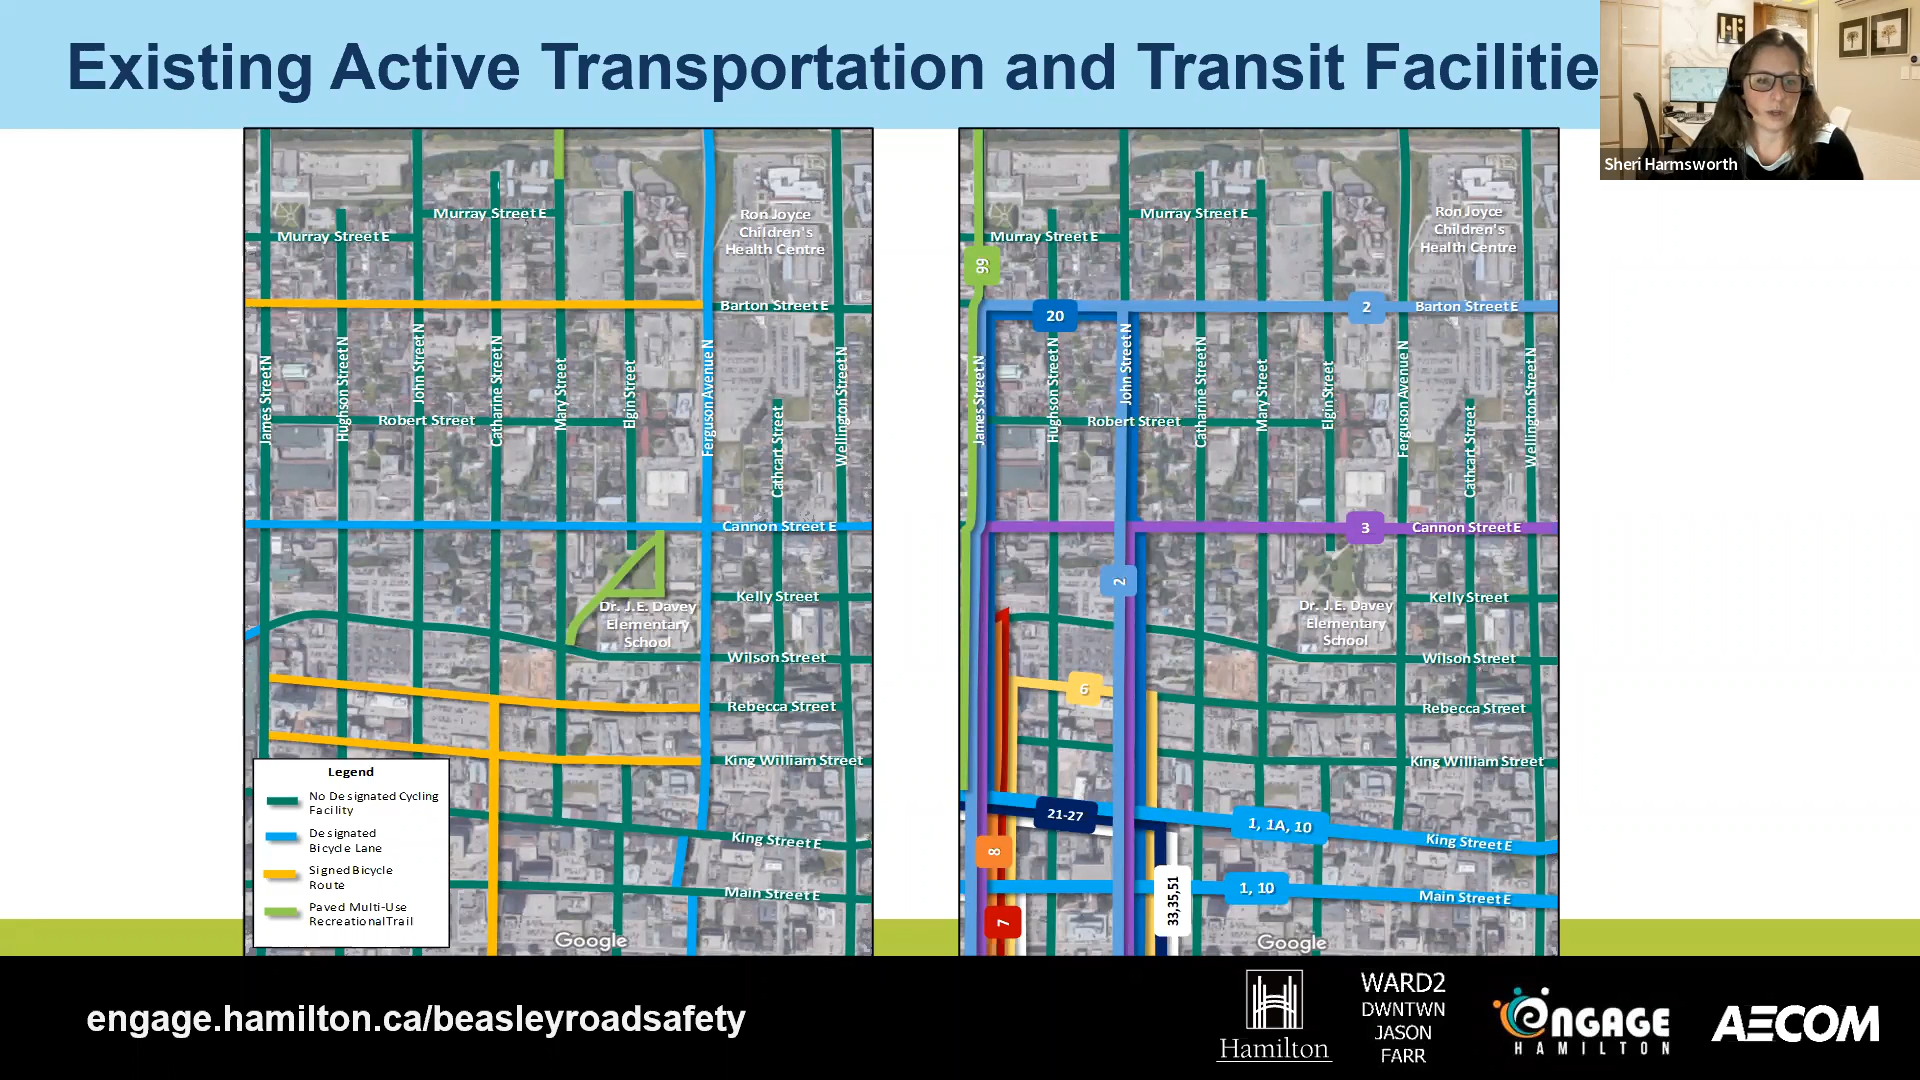 Existing Active Transportation and Transit Facilitie
Sheri Harmsworth
Murray Street E
Murray Street E
Ron Joyce
Children's
Health Centre
Barton Street E
James Street N
Hughson Street N
John Street N
Catharine Street N
Mary Street
Elgin Street
Ferguson Avenue N
Cathcart Street
Wellington Street N
Robert Street
Cannon Street E
Kelly Street
Dr. J.E. Davey
Elementary
School
Wilson Street
Rebecca Street
King William Street
King Street E
Main Street E
Legend
No Designated Cycling
Facility
Designated
Bicycle Lane
Signed Bicycle
Route
Paved Multi-Use
Recreational Trail
Google
Murray Street E
Murray Street E
Ron Joyce
Children's
Health Centre
99
20
2
Barton Street E
James Street N
Hughson Street N
John Street N
Catharine Street N
Mary Street
Elgin Street
Ferguson Avenue N
Cathcart Street
Wellington Street N
Robert Street
3
Cannon Street E
2
Kelly Street
Dr. J.E. Davey
Elementary
School
Wilson Street
6
Rebecca Street
King William Street
21-27
1, 1A, 10
King Street E
8
1, 10
Main Street E
33,35,51
7
Google
engage.hamilton.ca/beasleyroadsafety
Hamilton
WARD2
DWNTWN
JASON
FARR
ENGAGE
HAMILTON
AECOM